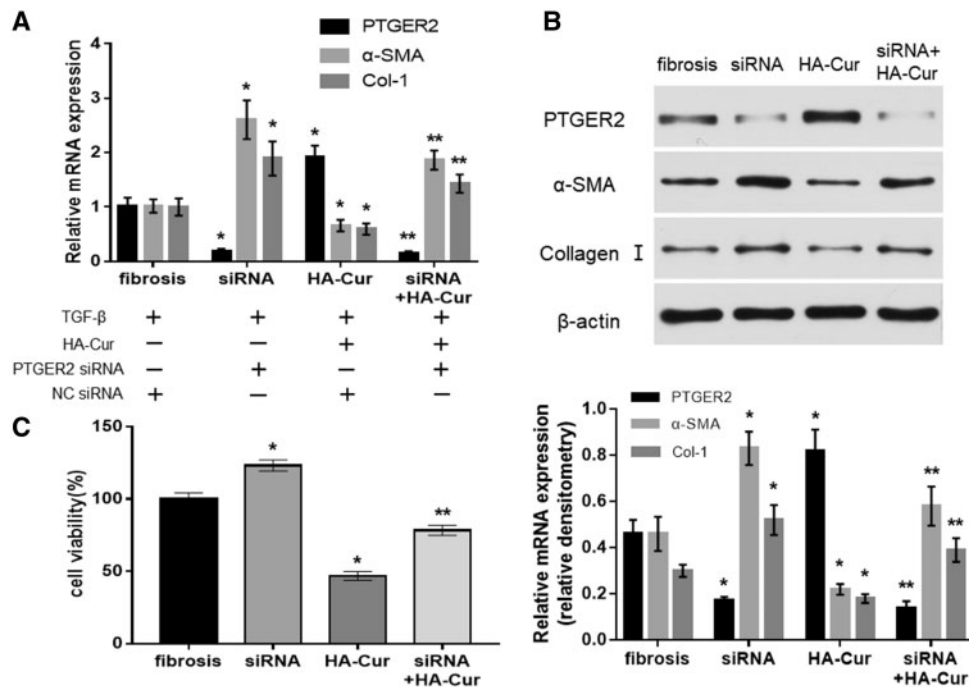 A
PTGER2
α-SMA
Col-1
Relative mRNA expression
4
3
2
1
0
* * * * * * ** ** **
fibrosis siRNA HA-Cur siRNA
+HA-Cur
TGF-β + + + +
HA-Cur — — + +
PTGER2 siRNA — + — +
NC siRNA + — + —
B
fibrosis siRNA HA-Cur siRNA+
HA-Cur
PTGER2
α-SMA
Collagen I
β-actin
C
cell viability(%)
150
100
50
0
* * **
fibrosis siRNA HA-Cur siRNA
+HA-Cur
PTGER2
α-SMA
Col-1
Relative mRNA expression
(relative densitometry)
1.0
0.8
0.6
0.4
0.2
0.0
* * * * * * ** ** **
fibrosis siRNA HA-Cur siRNA
+HA-Cur